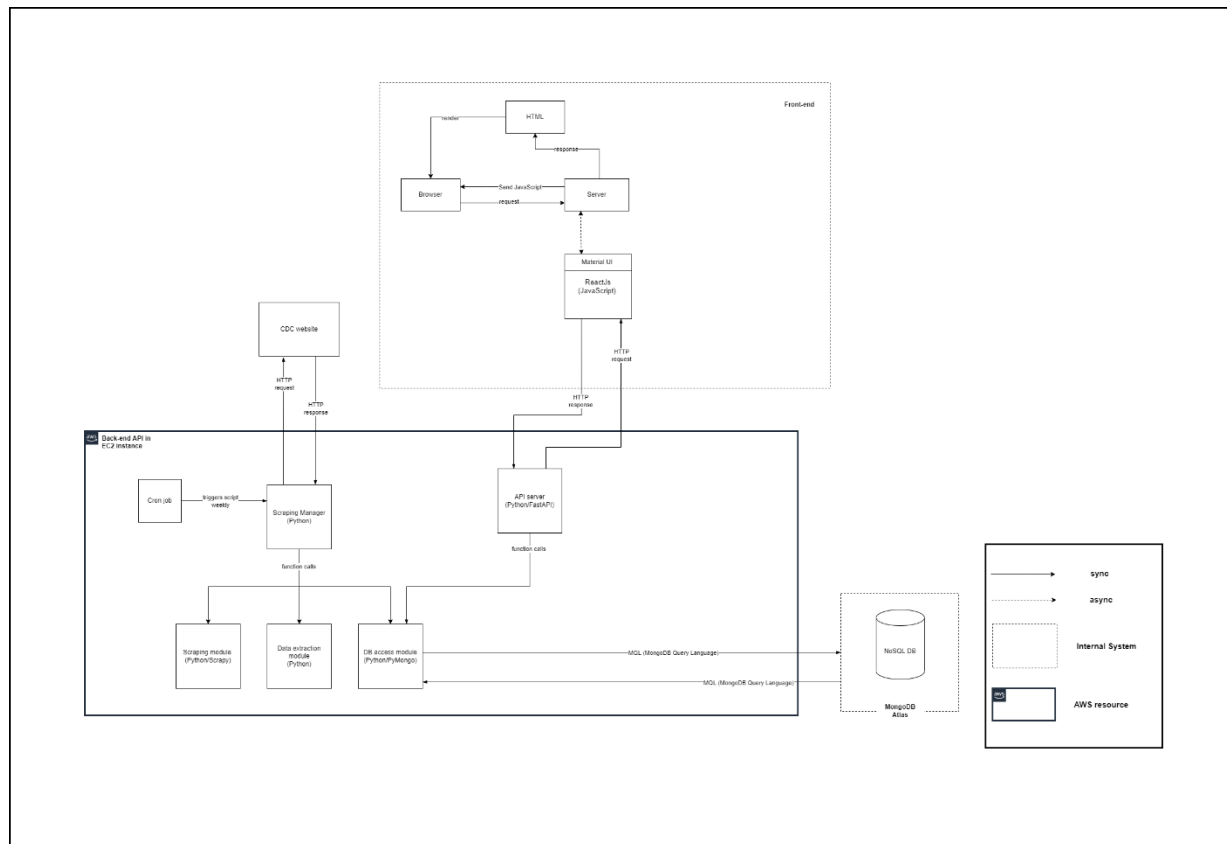 Front-end
HTML
render
response
Browser
Send JavaScript
Server
request
Material UI
ReactJs
(JavaScript)
CDC website
HTTP
request
HTTP
response
HTTP
request
HTTP
response
aws
Back-end API in
EC2 instance
Cron job
triggers script
weekly
Scraping Manager
(Python)
API server
(Python/FastAPI)
function calls
function calls
Scraping module
(Python/Scrapy)
Data extraction
module
(Python)
DB access module
(Python/PyMongo)
MQL (MongoDB Query Language)
MQL (MongoDB Query Language)
NoSQL DB
MongoDB
Atlas
sync
async
Internal System
aws
AWS resource